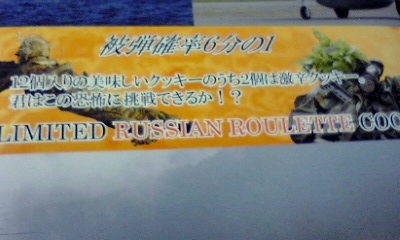 被弾確率6分の1
12個入りの美味しいクッキーのうち2個は激辛クッキー。
君はこの恐怖に挑戦できるか！？
LIMITED RUSSIAN ROULETTE COO